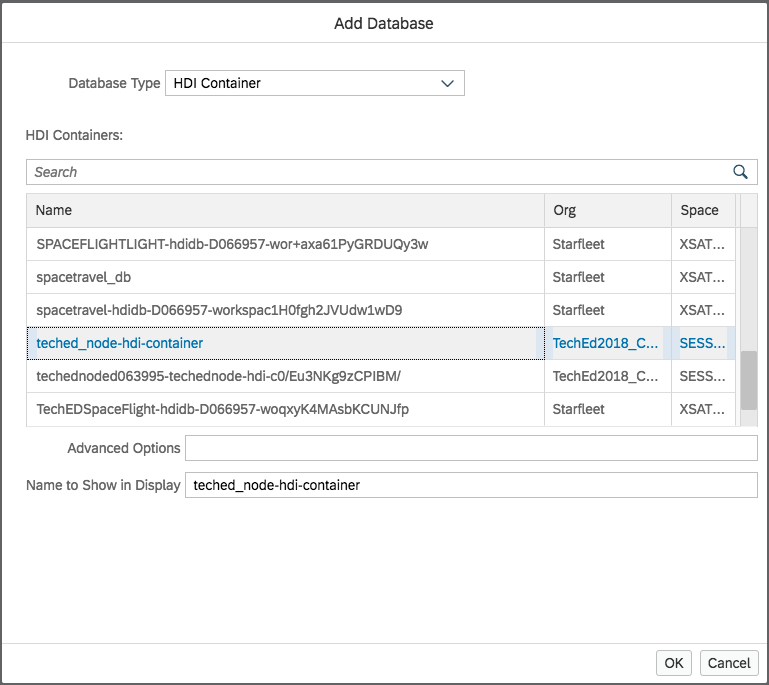 Add Database
Database Type HDI Container
HDI Containers:
Search
Name Org Space
SPACEFLIGHTLIGHT-hdidb-D066957-wor+axa61PyGRDUQy3w Starfleet XSAT...
spacetravel_db Starfleet XSAT...
spacetravel-hdidb-D066957-workspac1H0fgh2JVUdw1wD9 Starfleet XSAT...
teched_node-hdi-container TechEd2018_C... SESS...
technoded063995-technode-hdi-c0/Eu3NKg9zCPIBM/ TechEd2018_C... SESS...
TechEDSpaceFlight-hdidb-D066957-woqxyK4MAsbKCUNJfp Starfleet XSAT...
Advanced Options
Name to Show in Display teched_node-hdi-container
OK Cancel